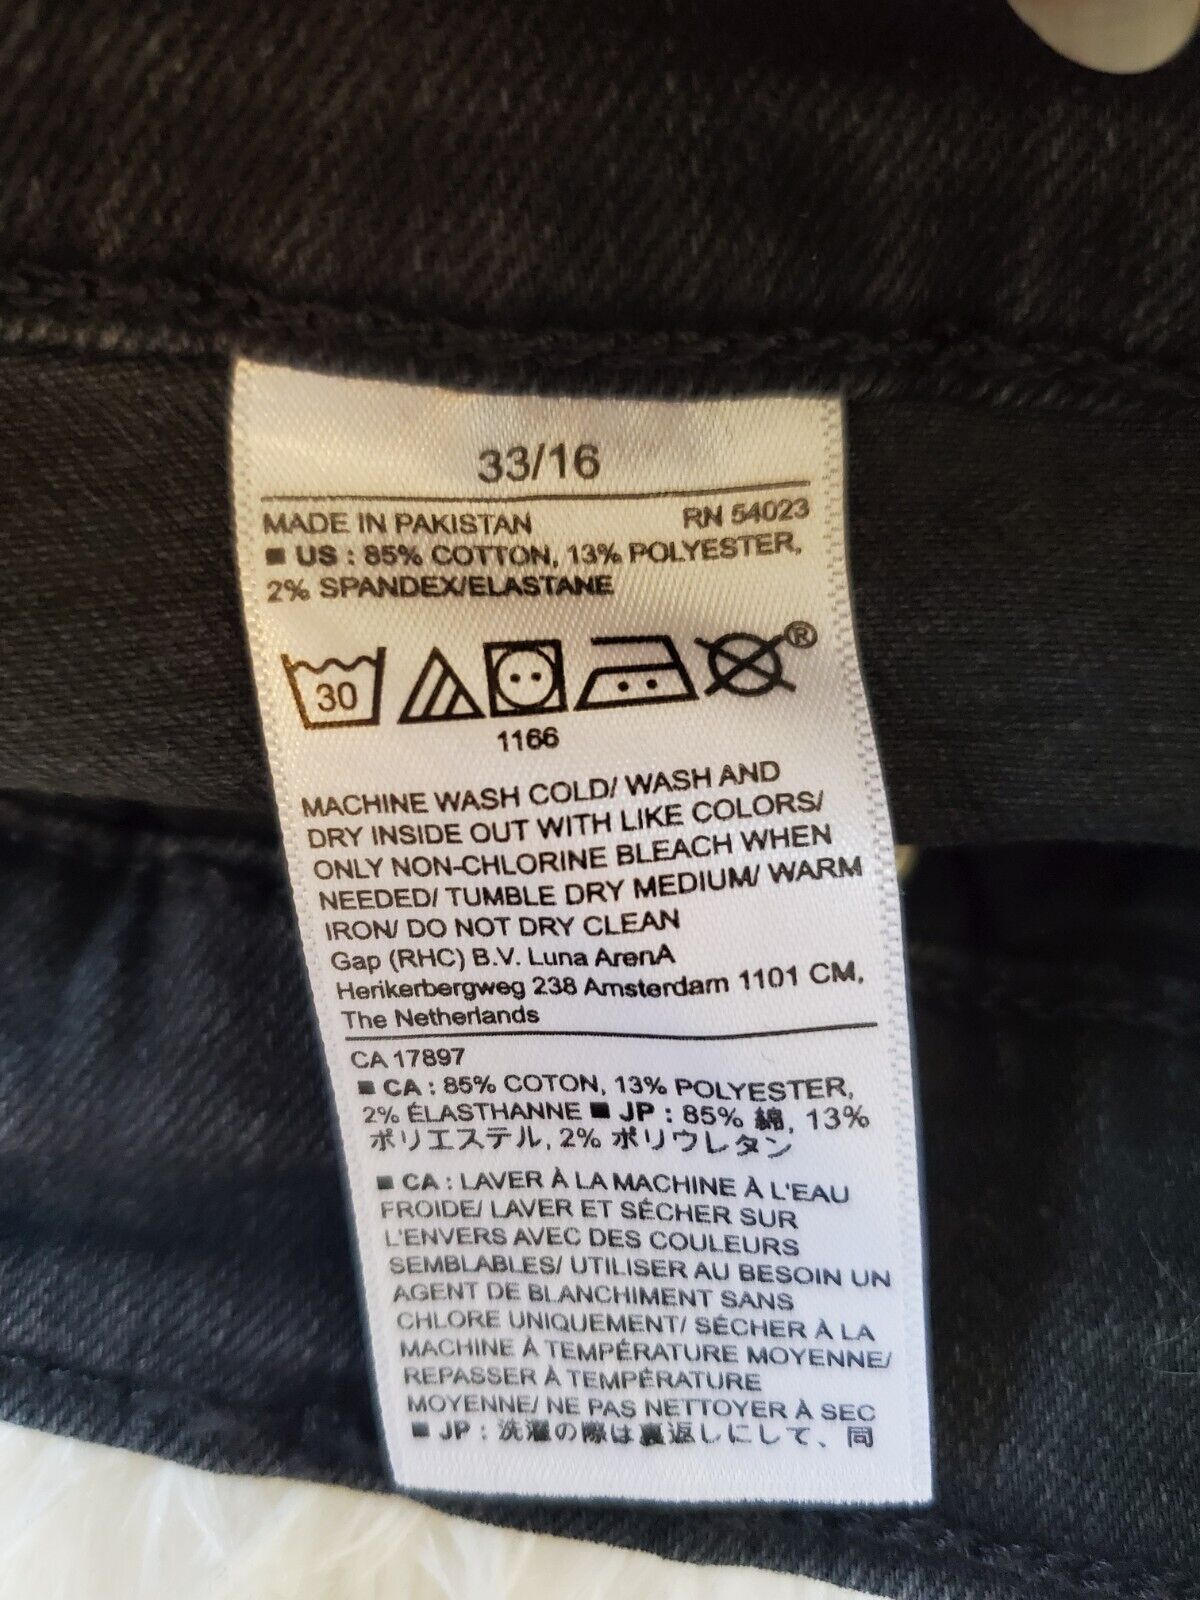 33/16
MADE IN PAKISTAN RN 54023
■ US : 85% COTTON, 13% POLYESTER,
2% SPANDEX/ELASTANE
30 ®
1166
MACHINE WASH COLD/ WASH AND
DRY INSIDE OUT WITH LIKE COLORS/
ONLY NON-CHLORINE BLEACH WHEN
NEEDED/ TUMBLE DRY MEDIUM/ WARM
IRON/ DO NOT DRY CLEAN
Gap (RHC) B.V. Luna ArenA
Herikerbergweg 238 Amsterdam 1101 CM,
The Netherlands
CA 17897
■ CA : 85% COTON, 13% POLYESTER,
2% ÉLASTHANNE ■ JP : 85% 綿, 13%
ポリエステル, 2% ポリウレタン
■ CA : LAVER À LA MACHINE À L'EAU
FROIDE/ LAVER ET SÉCHER SUR
L'ENVERS AVEC DES COULEURS
SEMBLABLES/ UTILISER AU BESOIN UN
AGENT DE BLANCHIMENT SANS
CHLORE UNIQUEMENT/ SÉCHER À LA
MACHINE À TEMPÉRATURE MOYENNE/
REPASSER À TEMPÉRATURE
MOYENNE/ NE PAS NETTOYER À SEC
■ JP : 洗濯の際は裏返しにして、同